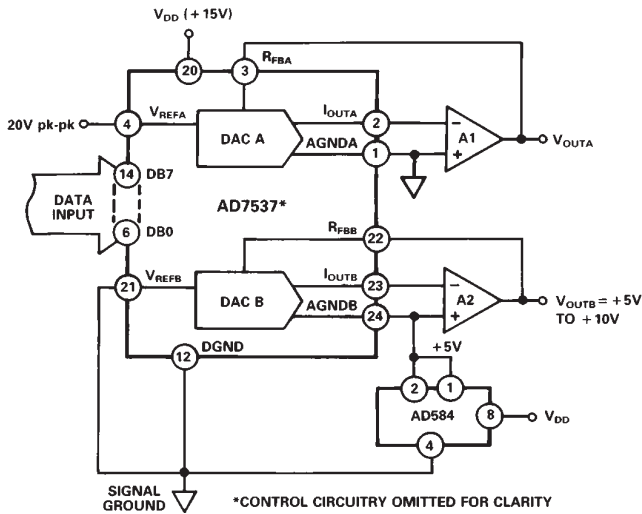 VDD (+15V)
RFBA
20
3
20V pk-pk
4
VREFA
DAC A
IOUTA
2
AGNDA
1
−
A1
+
VOUTA
14
DB7
DATA
INPUT
AD7537*
6
DB0
RFBB
22
21
VREFB
DAC B
IOUTB
23
AGNDB
24
−
A2
+
VOUTB = +5V
TO +10V
12
DGND
+5V
2
1
AD584
8
VDD
4
SIGNAL
GROUND
*CONTROL CIRCUITRY OMITTED FOR CLARITY